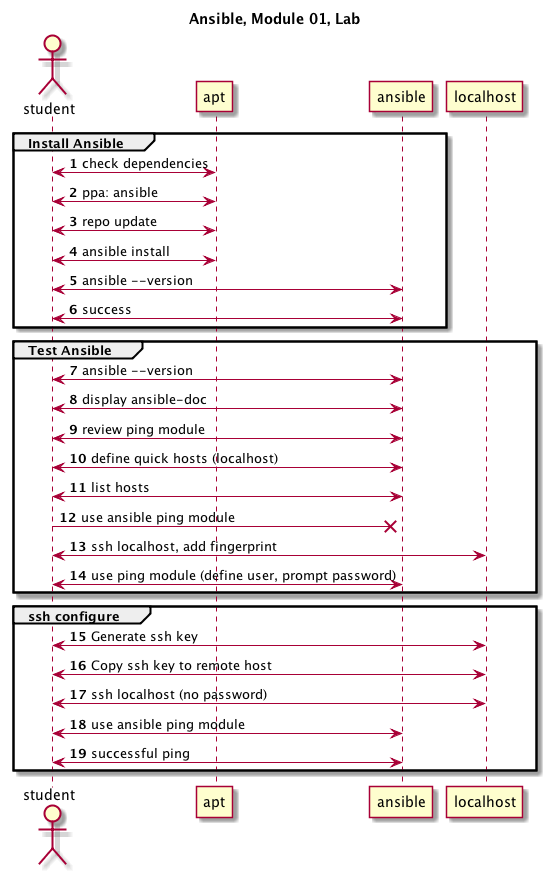 Ansible, Module 01, Lab
student
apt
ansible
localhost
Install Ansible
1 check dependencies
2 ppa: ansible
3 repo update
4 ansible install
5 ansible --version
6 success
Test Ansible
7 ansible --version
8 display ansible-doc
9 review ping module
10 define quick hosts (localhost)
11 list hosts
12 use ansible ping module
13 ssh localhost, add fingerprint
14 use ping module (define user, prompt password)
ssh configure
15 Generate ssh key
16 Copy ssh key to remote host
17 ssh localhost (no password)
18 use ansible ping module
19 successful ping
student
apt
ansible
localhost